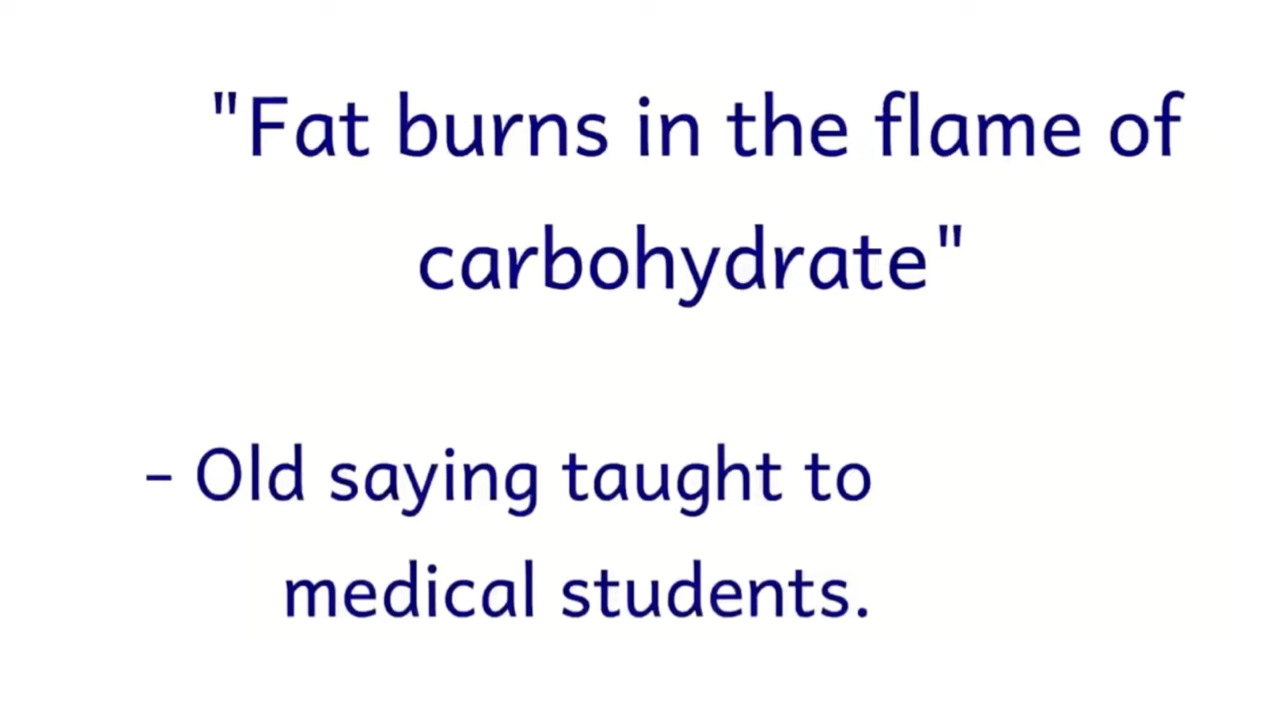 "Fat burns in the flame of
carbohydrate"
- Old saying taught to
medical students.